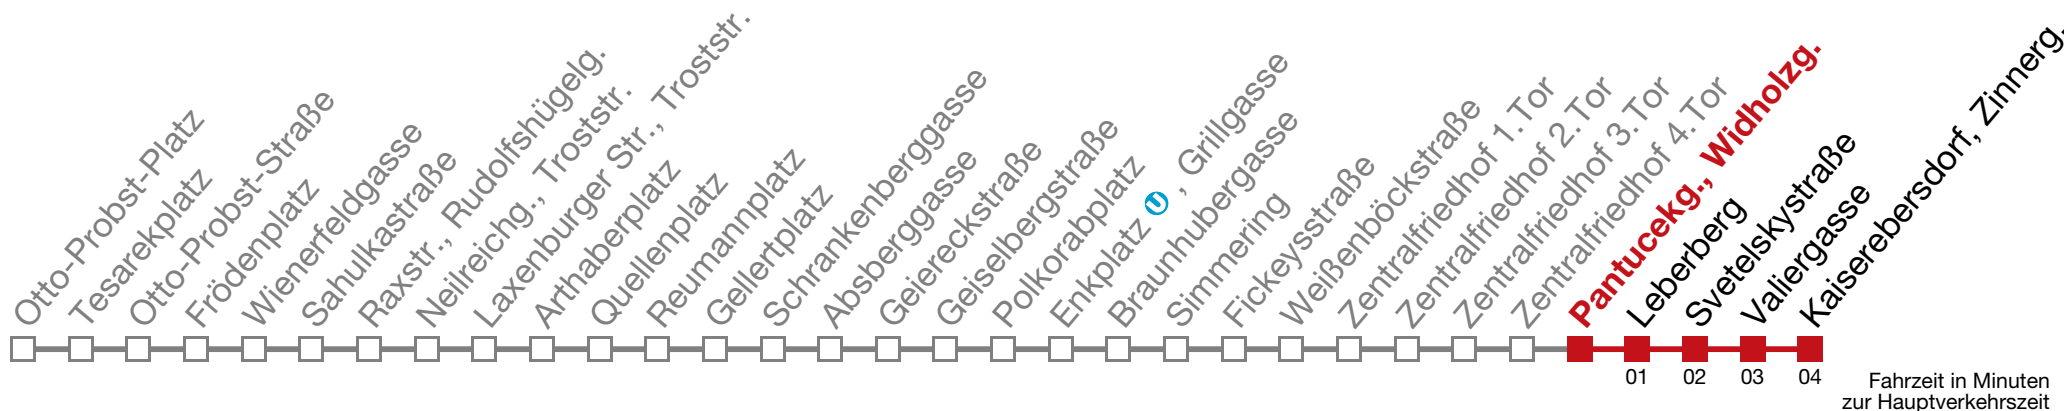 Otto-Probst-Platz
Tesarekplatz
Otto-Probst-Straße
Frödenplatz
Wienerfeldgasse
Sahulkastraße
Raxstr., Rudolfshügelg.
Neilreichg., Troststr.
Laxenburger Str., Troststr.
Arthaberplatz
Quellenplatz
Reumannplatz
Gellertplatz
Schrankenberggasse
Absberggasse
Geiereckstraße
Geiselbergstraße
Polkorabplatz
Enkplatz U, Grillgasse
Braunhubergasse
Simmering
Fickeysstraße
Weißenböckstraße
Zentralfriedhof 1.Tor
Zentralfriedhof 2.Tor
Zentralfriedhof 3.Tor
Zentralfriedhof 4.Tor
Pantucekg., Widholzg.
Leberberg
Svetelskystraße
Valiergasse
Kaiserebersdorf, Zinnerg.
01 02 03 04
Fahrzeit in Minuten
zur Hauptverkehrszeit